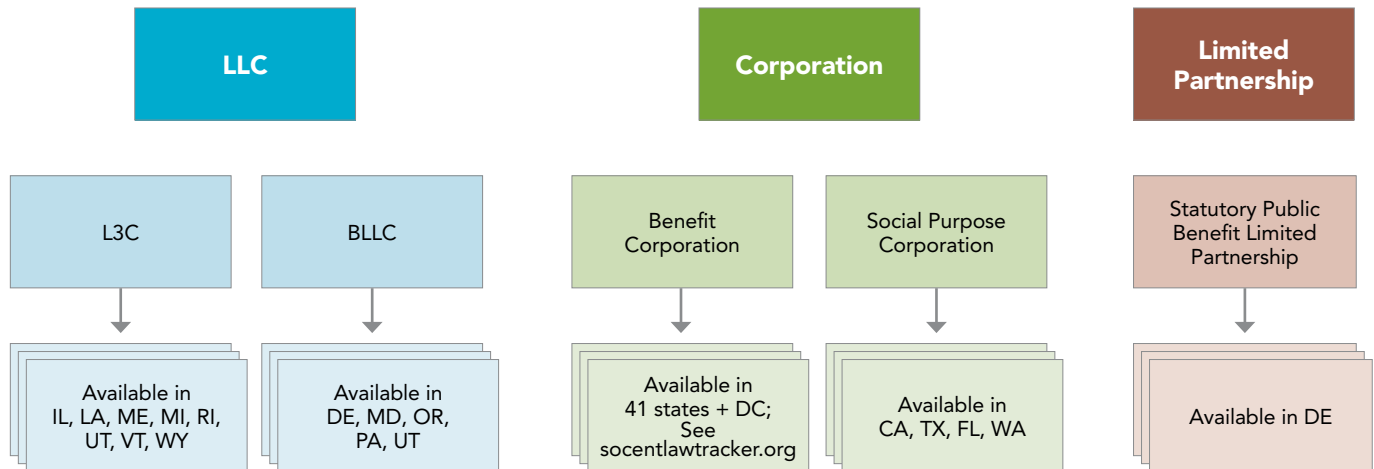 LLC
Corporation
Limited
Partnership
L3C
BLLC
Benefit
Corporation
Social Purpose
Corporation
Statutory Public
Benefit Limited
Partnership
Available in
IL, LA, ME, MI, RI,
UT, VT, WY
Available in
DE, MD, OR,
PA, UT
Available in
41 states + DC;
See
socentlawtracker.org
Available in
CA, TX, FL, WA
Available in DE